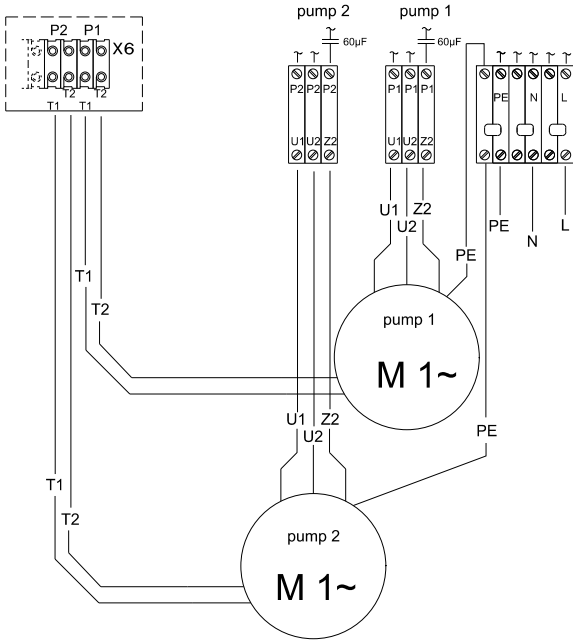 pump 2 pump 1
P2 P1
X6
60µF 60µF
P2 P2 P2 P1 P1 P1 PE N L
T2 T2
T1 T1
U1 U2 Z2 U1 U2 Z2
U1 Z2
U2
PE N L
PE
T1
T2
pump 1
M 1~
U1 Z2
U2
PE
T1
T2
pump 2
M 1~